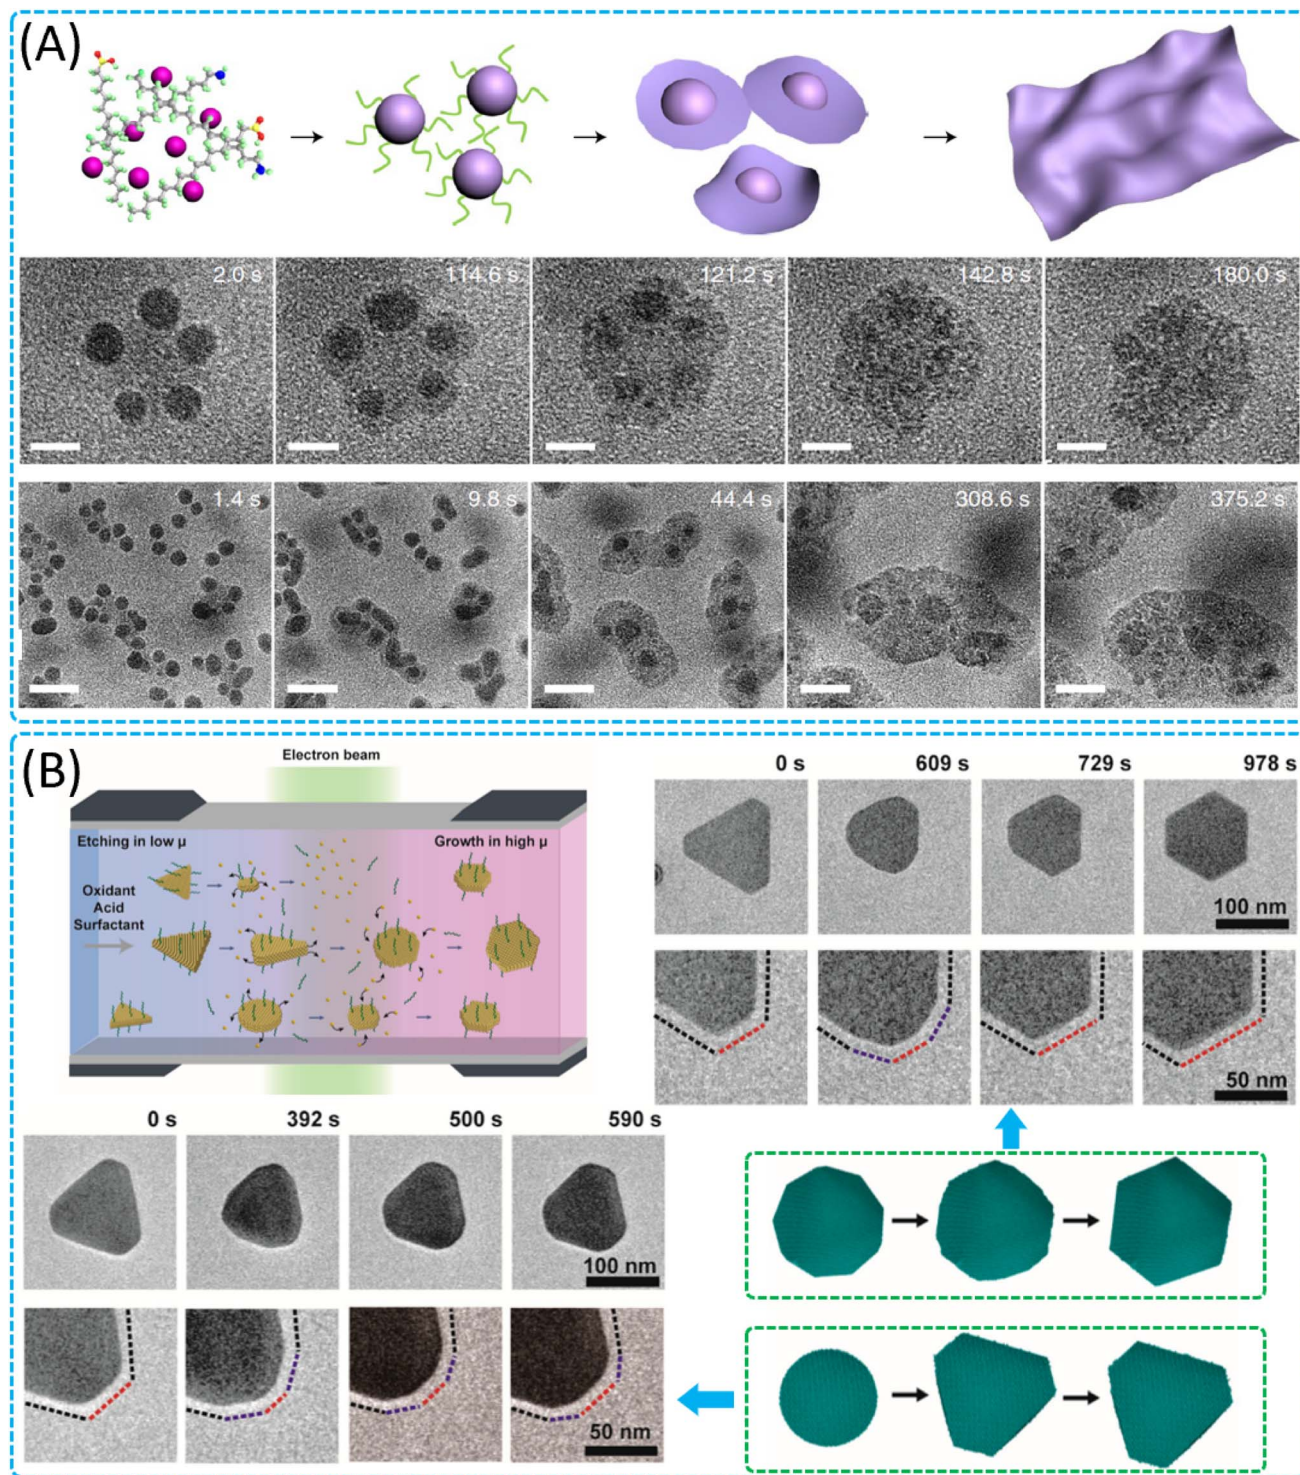 (A)
2.0 s 114.6 s 121.2 s 142.8 s 180.0 s
1.4 s 9.8 s 44.4 s 308.6 s 375.2 s
(B)
Electron beam
Etching in low μ
Growth in high μ
Oxidant
Acid
Surfactant
0 s 609 s 729 s 978 s
100 nm
50 nm
0 s 392 s 500 s 590 s
100 nm
50 nm